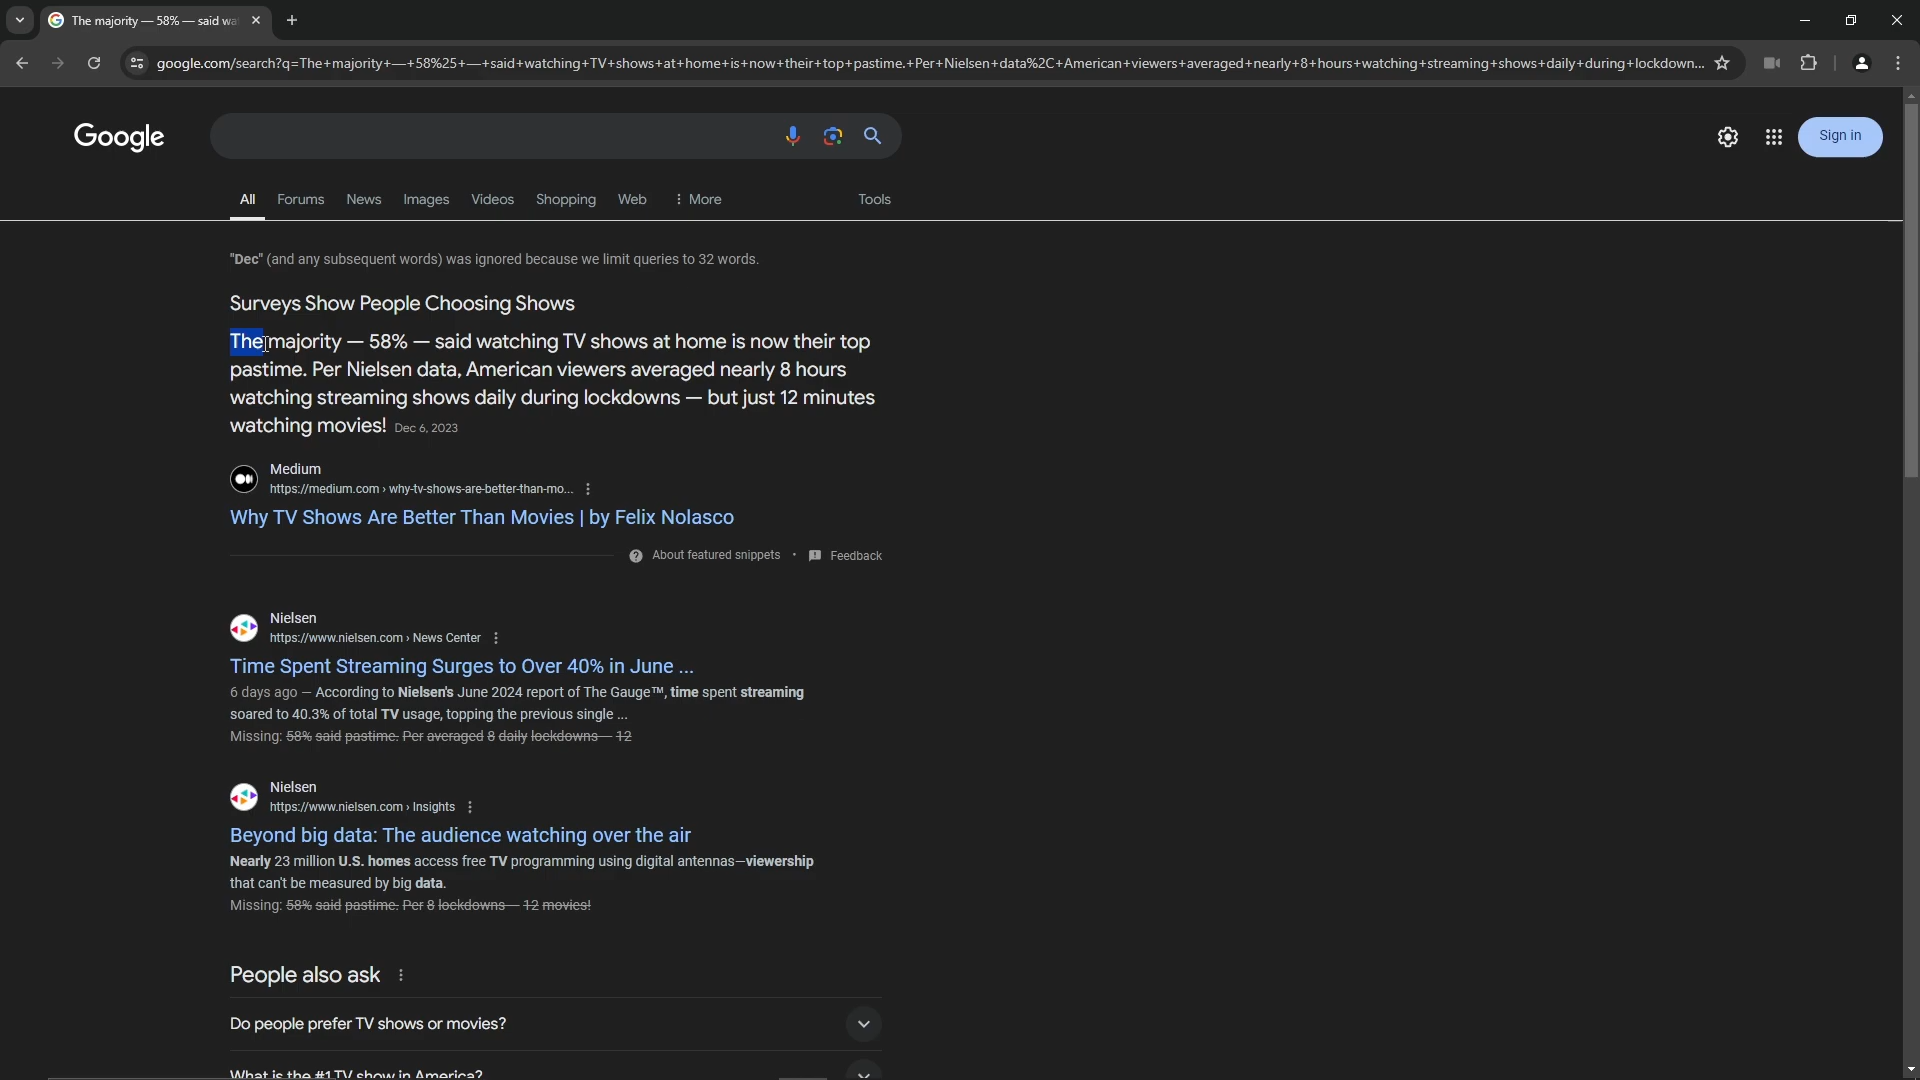 The majority — 58% — said wa
google.com/search?q=The+majority+—+58%25+—+said+watching+TV+shows+at+home+is+now+their+top+pastime.+Per+Nielsen+data%2C+American+viewers+averaged+nearly+8+hours+watching+streaming+shows+daily+during+lockdown...
Google
Sign in
All Forums News Images Videos Shopping Web More Tools
"Dec" (and any subsequent words) was ignored because we limit queries to 32 words.
Surveys Show People Choosing Shows
The majority — 58% — said watching TV shows at home is now their top
pastime. Per Nielsen data, American viewers averaged nearly 8 hours
watching streaming shows daily during lockdowns — but just 12 minutes
watching movies! Dec 6, 2023
Medium
https://medium.com › why-tv-shows-are-better-than-mo...
Why TV Shows Are Better Than Movies | by Felix Nolasco
About featured snippets • Feedback
Nielsen
https://www.nielsen.com › News Center
Time Spent Streaming Surges to Over 40% in June ...
6 days ago — According to Nielsen's June 2024 report of The Gauge™, time spent streaming
soared to 40.3% of total TV usage, topping the previous single ...
Missing: 58% said pastime. Per averaged 8 daily lockdowns— 12
Nielsen
https://www.nielsen.com › Insights
Beyond big data: The audience watching over the air
Nearly 23 million U.S. homes access free TV programming using digital antennas—viewership
that can't be measured by big data.
Missing: 58% said pastime. Per 8 lockdowns— 12 movies!
People also ask
Do people prefer TV shows or movies?
What is the #1 TV show in America?